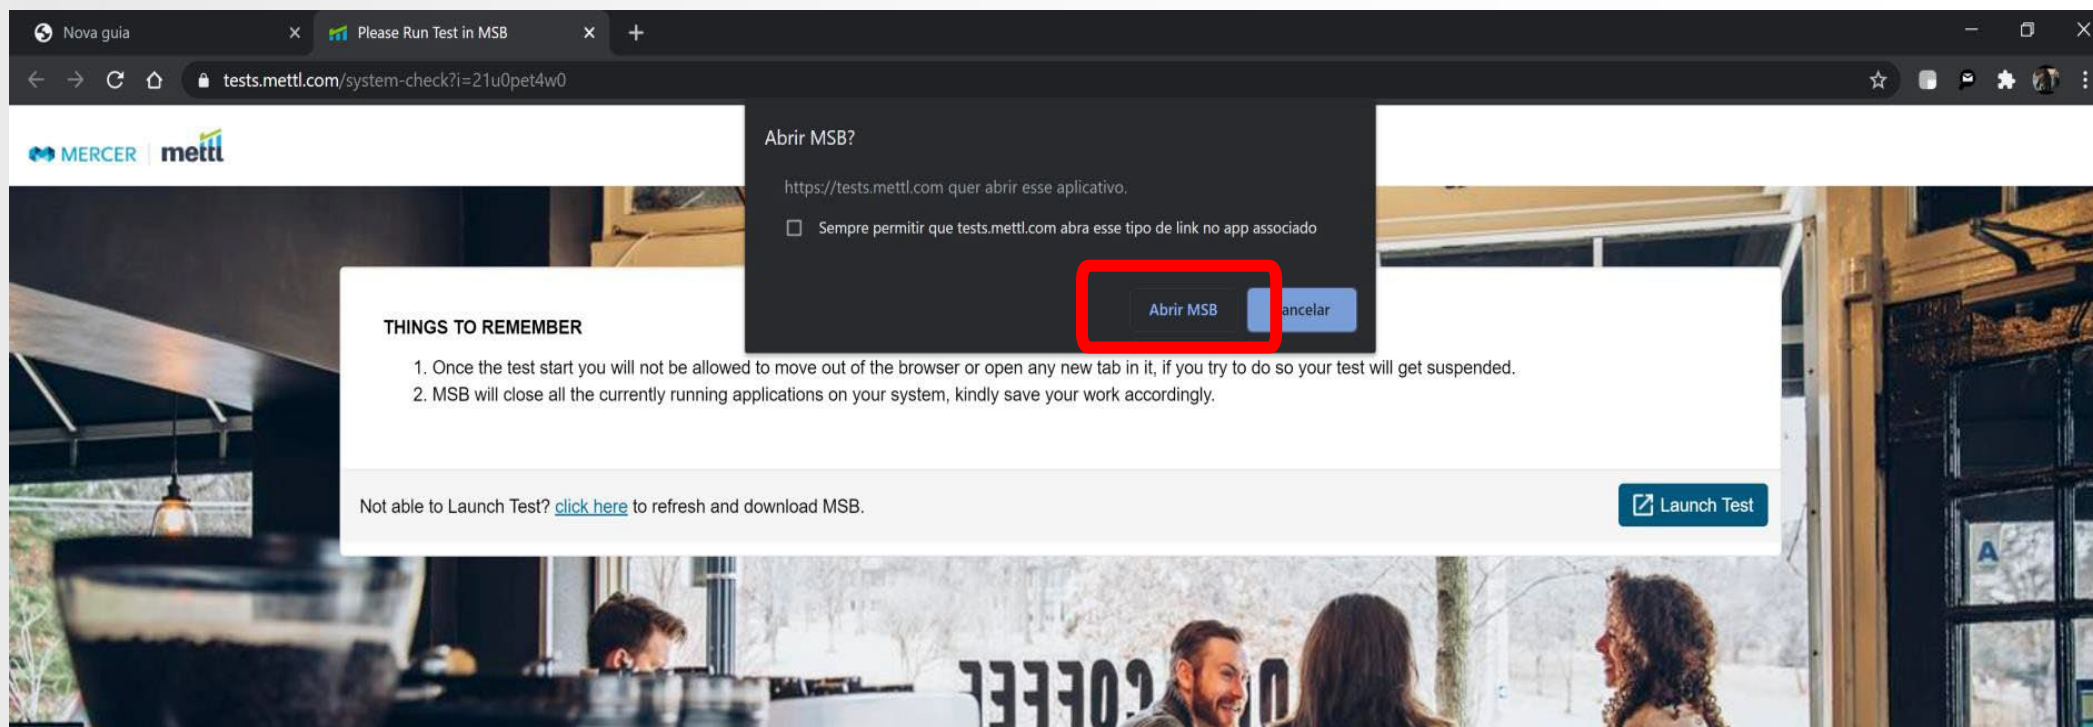 Nova guia
Please Run Test in MSB
tests.mettl.com/system-check?i=21u0pet4w0
MERCER mettl
Abrir MSB?
https://tests.mettl.com quer abrir esse aplicativo.
Sempre permitir que tests.mettl.com abra esse tipo de link no app associado
Abrir MSB ancelar
THINGS TO REMEMBER
1. Once the test start you will not be allowed to move out of the browser or open any new tab in it, if you try to do so your test will get suspended.
2. MSB will close all the currently running applications on your system, kindly save your work accordingly.
Not able to Launch Test? click here to refresh and download MSB.
Launch Test
A